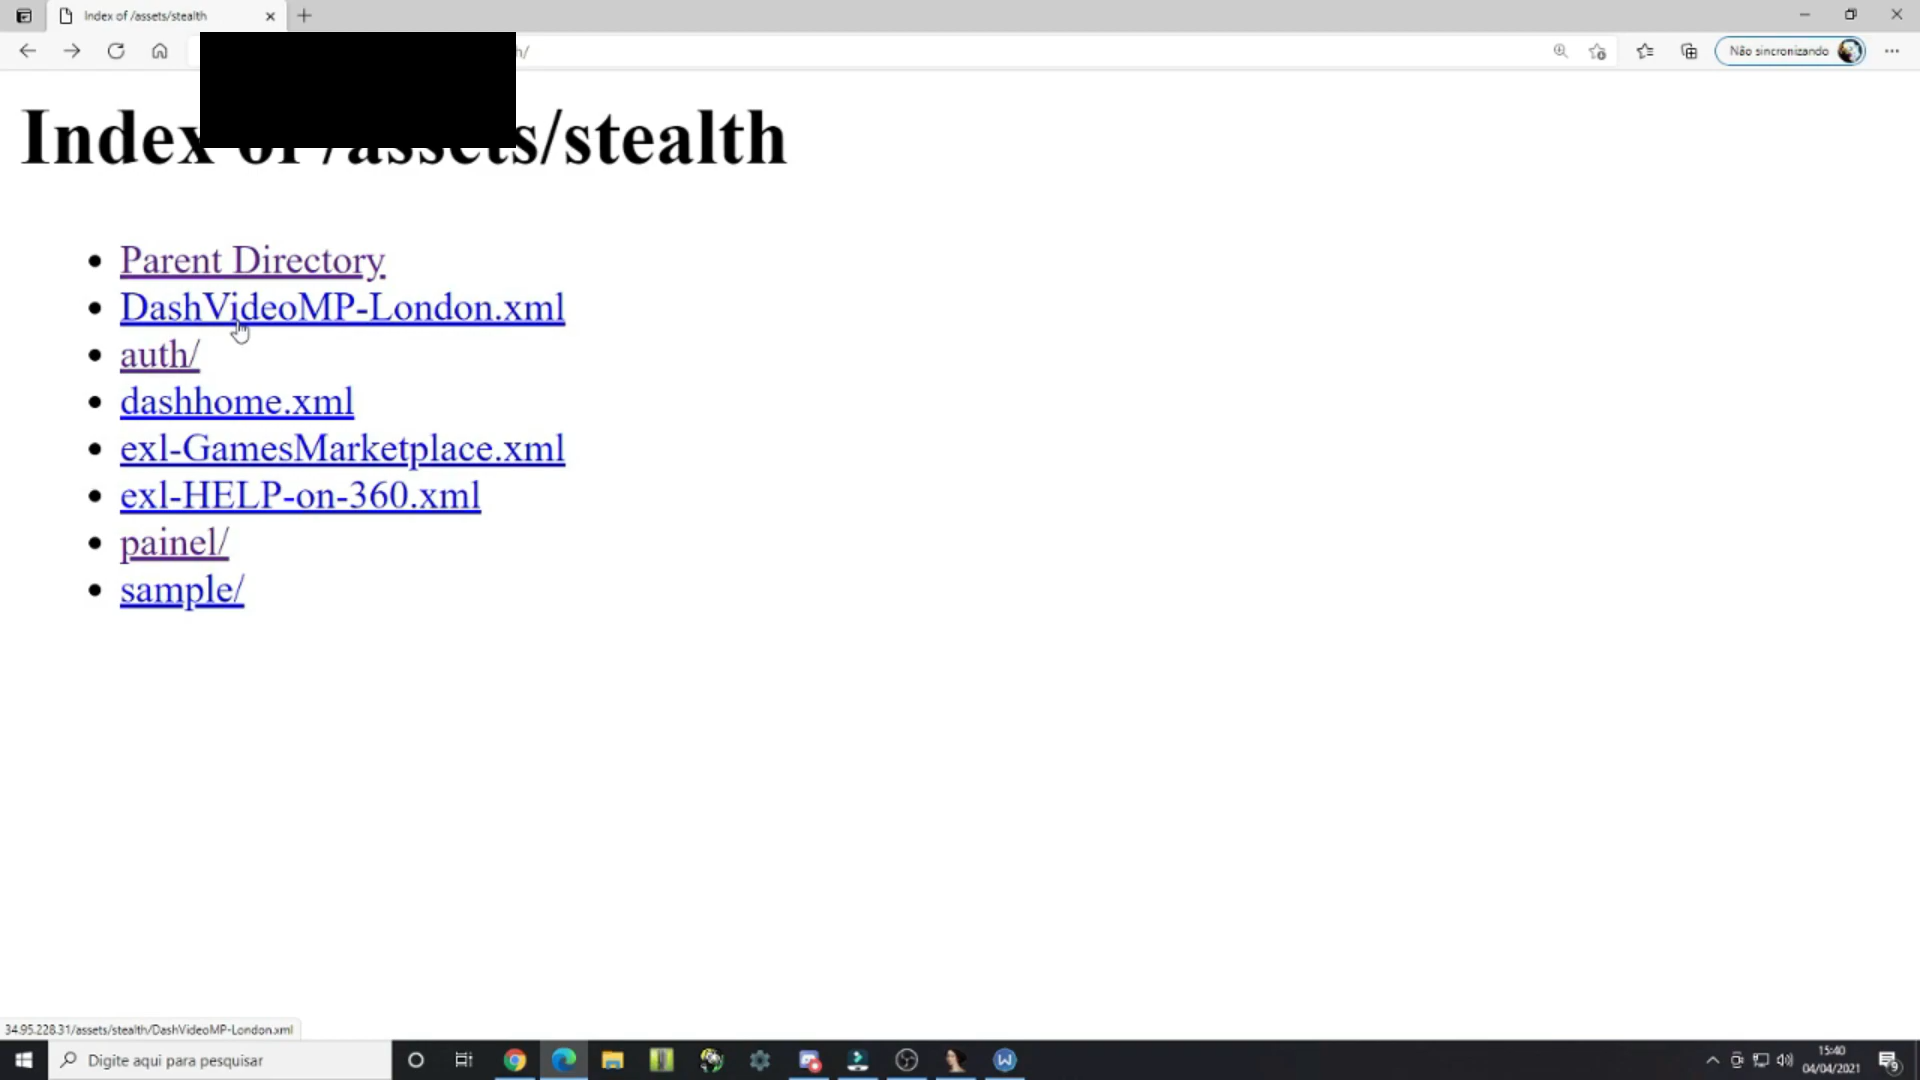 Index of /assets/stealth
h/
Não sincronizando
Index of /assets/stealth
Parent Directory
DashVideoMP-London.xml
auth/
dashhome.xml
exl-GamesMarketplace.xml
exl-HELP-on-360.xml
painel/
sample/
34.95.228.31/assets/stealth/DashVideoMP-London.xml
Digite aqui para pesquisar
15:40
04/04/2021
9